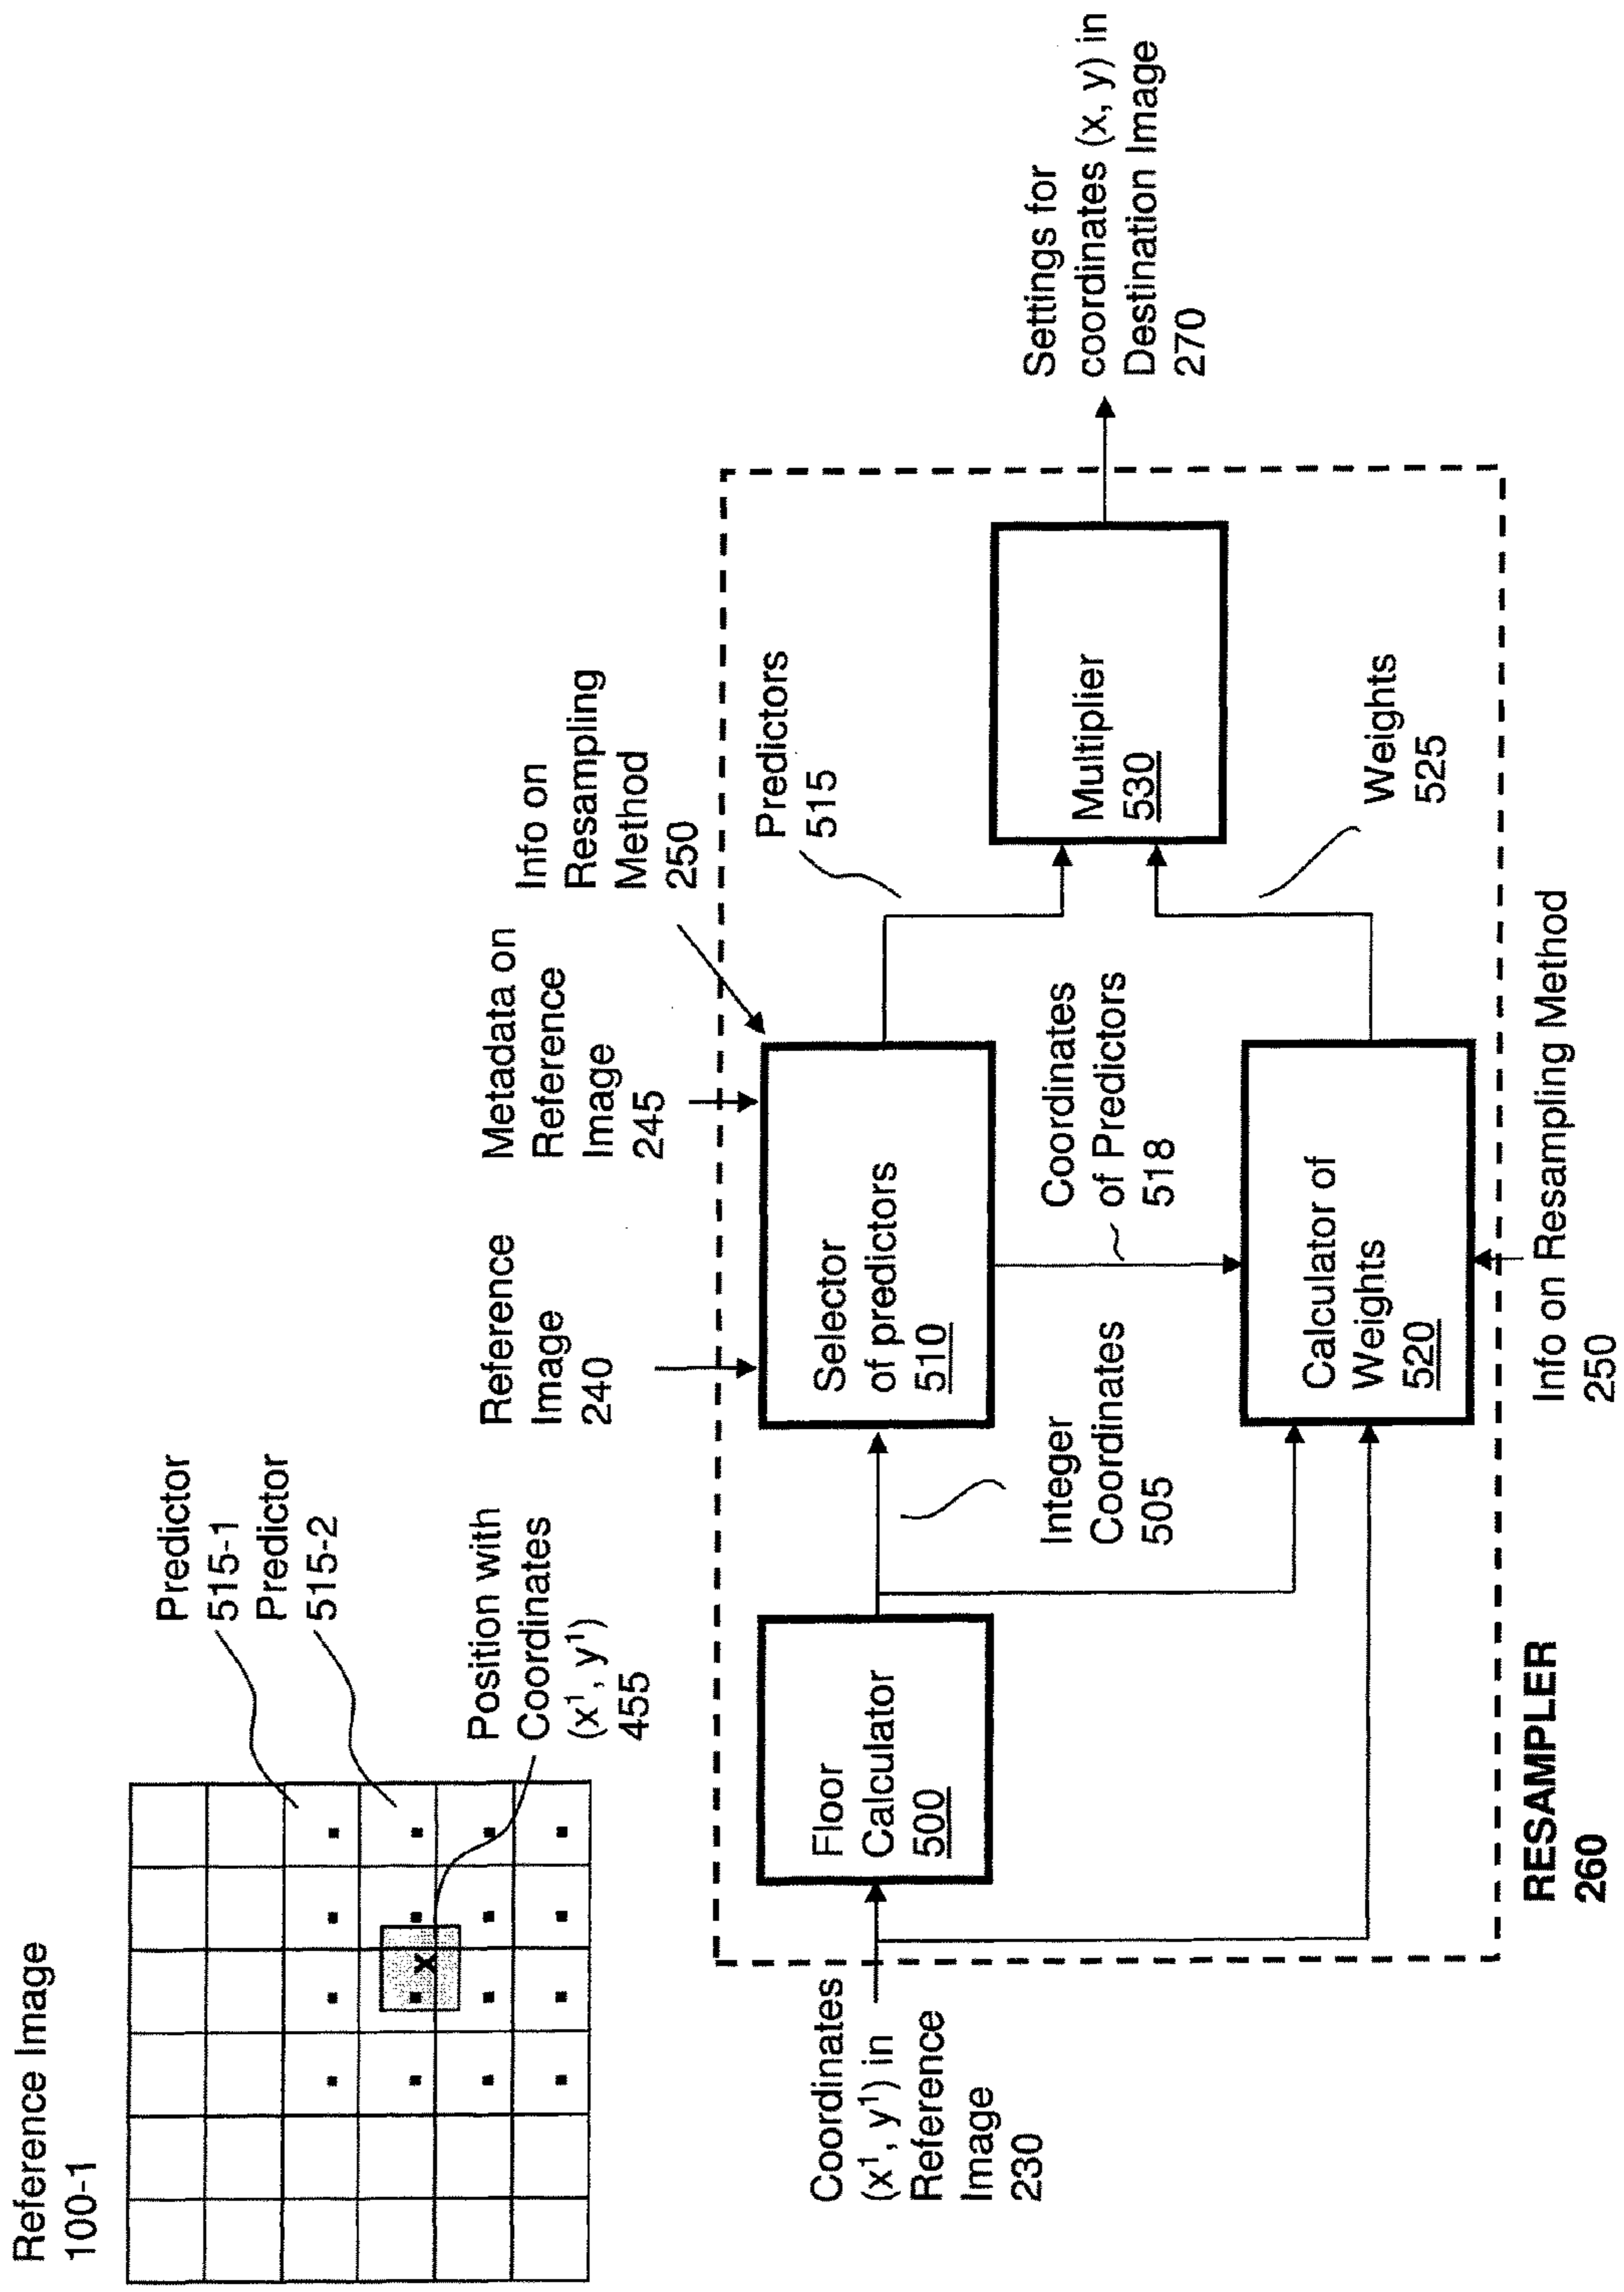 Reference Image
100-1
Predictor
515-1
Predictor
515-2
Position with
Coordinates
(x¹, y¹)
455
X
Reference
Image
240
Metadata on
Reference
Image
245
Info on
Resampling
Method
250
Coordinates
(x¹, y¹) in
Reference
Image
230
Floor
Calculator
500
Integer
Coordinates
505
Selector
of predictors
510
Coordinates
of Predictors
518
Calculator of
Weights
520
Predictors
515
Weights
525
Multiplier
530
Settings for
coordinates (x, y) in
Destination Image
270
Info on Resampling Method
250
RESAMPLER
260